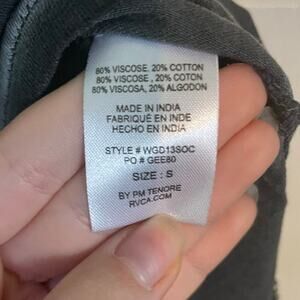 80% VISCOSE, 20% COTTON
80% VISCOSE, 20% COTON
80% VISCOSA, 20% ALGODON
MADE IN INDIA
FABRIQUÉ EN INDE
HECHO EN INDIA
STYLE # WGD13SOC
PO # GEE80
SIZE : S
BY PM TENORE
RVCA.COM